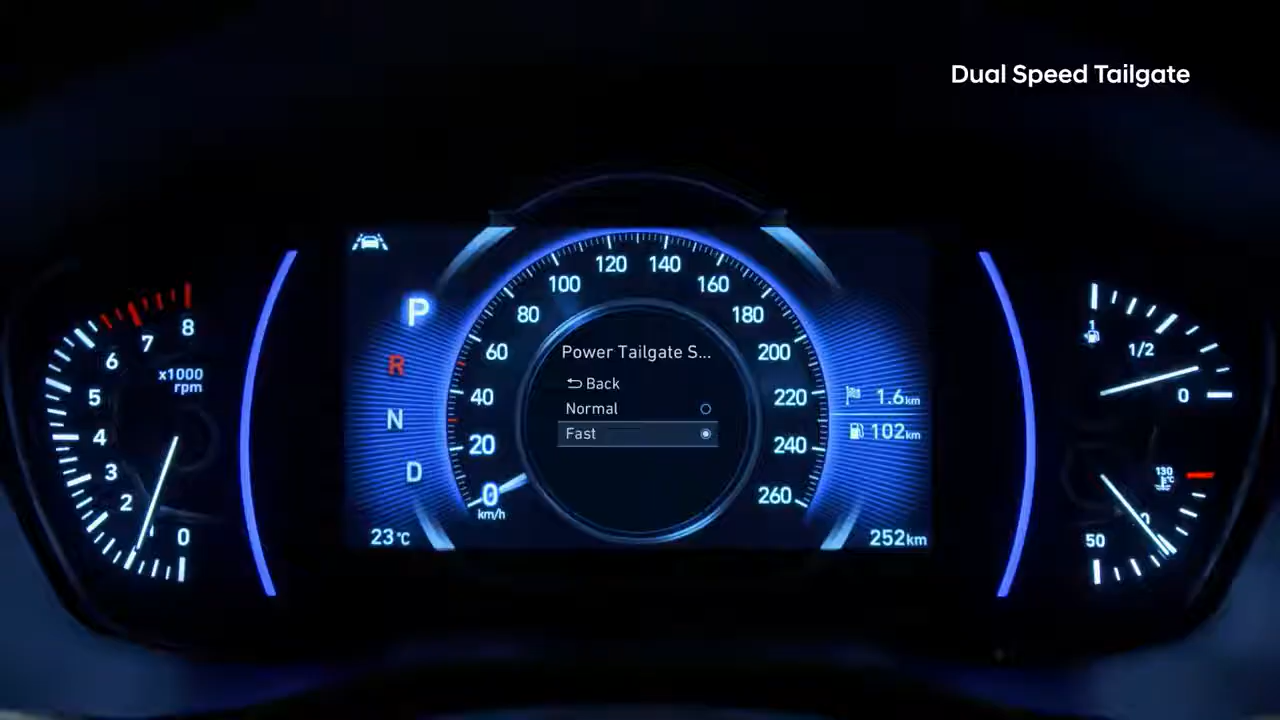 Dual Speed Tailgate
120 140
100 160
80 180
60 200
40 220
20 240
0 260
km/h
8
7
6
5
4
3
2
0
x1000
rpm
P
R
N
D
Power Tailgate S...
Back
Normal
Fast
1.6km
102km
23°C
252km
1
1/2
0
130
°C
50